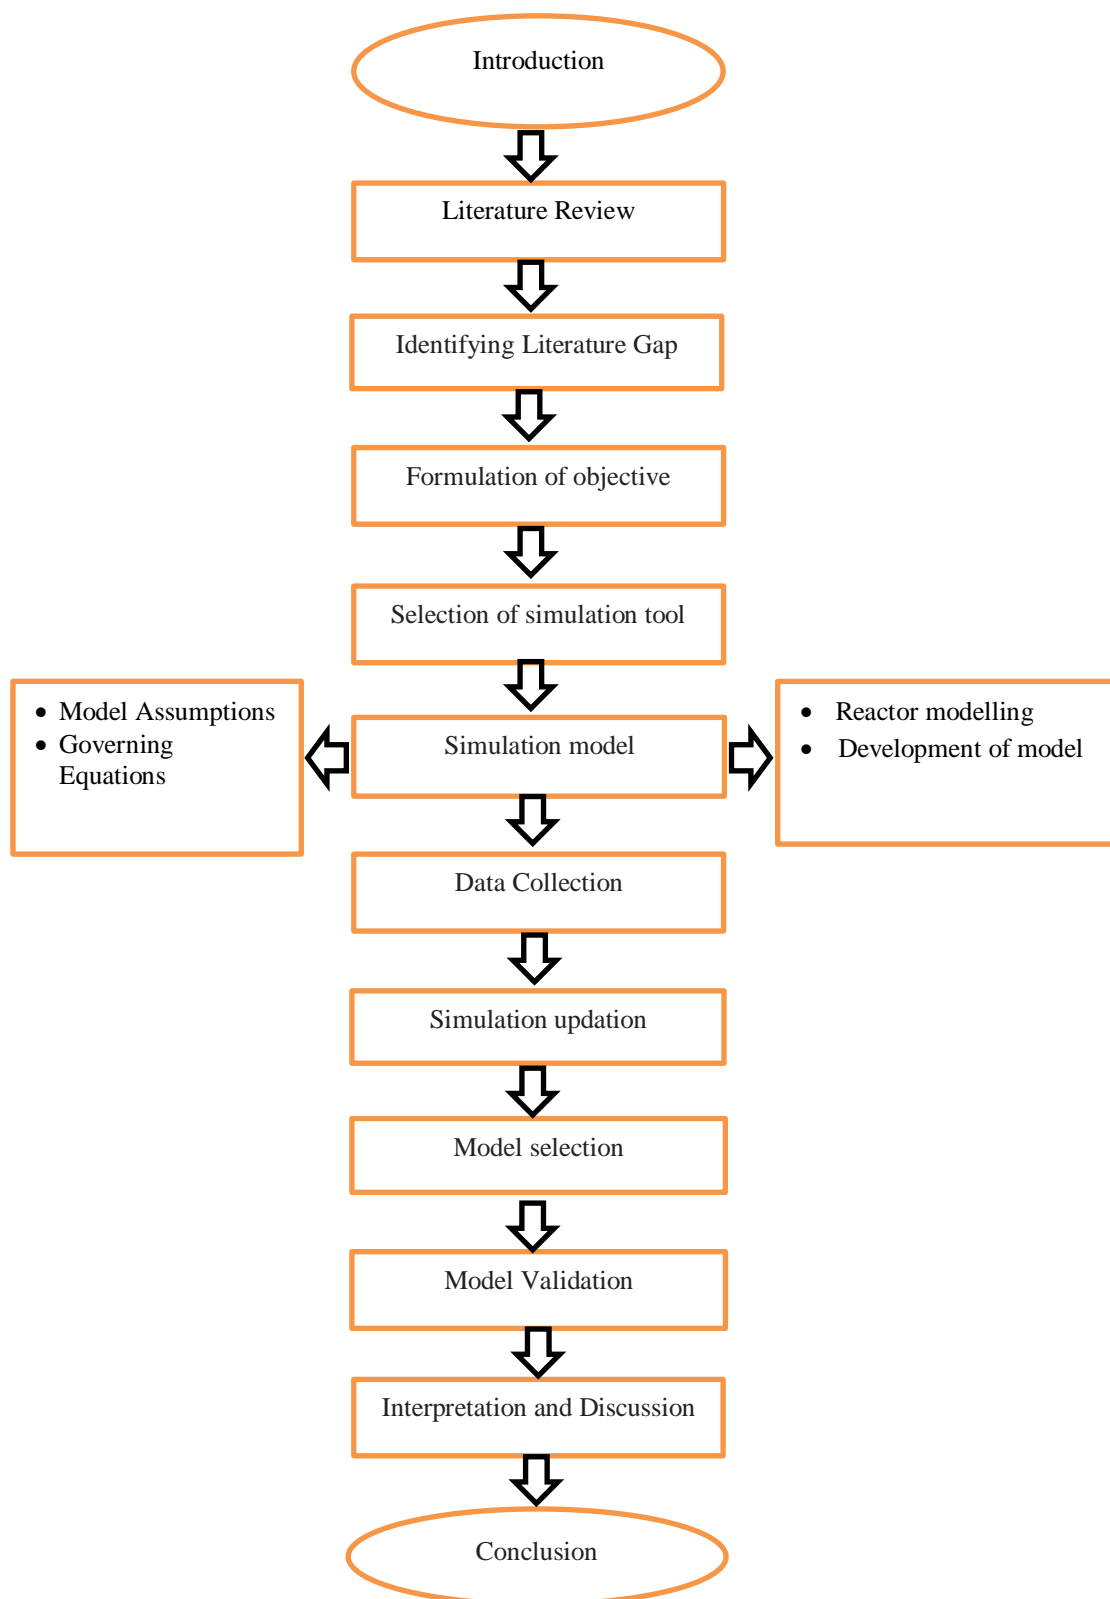 Introduction
Literature Review
Identifying Literature Gap
Formulation of objective
Selection of simulation tool
• Model Assumptions
• Governing
Equations
Simulation model
• Reactor modelling
• Development of model
Data Collection
Simulation updation
Model selection
Model Validation
Interpretation and Discussion
Conclusion